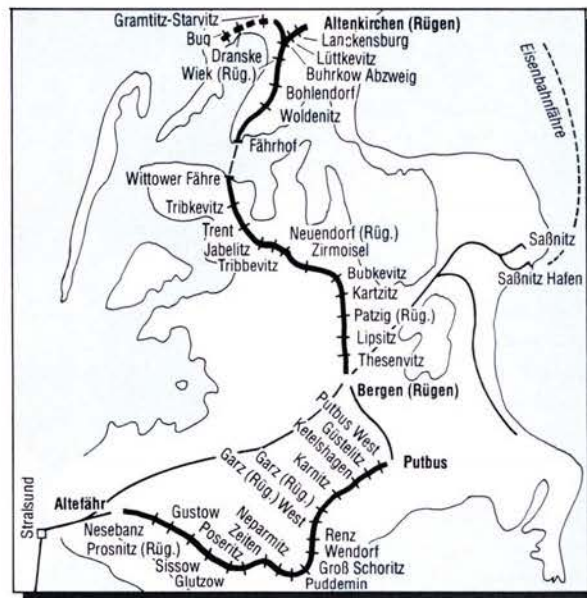 Gramtitz-Starvitz
Altenkirchen (Rügen)
Bug
Lanckensburg
Dranske
Lüttkevitz
Wiek (Rüg.)
Buhrkow Abzweig
Bohlendorf
Woldenitz
Fährhof
Eisenbahnfähre
Wittower Fähre
Tribkevitz
Trent
Neuendorf (Rüg.)
Jabelitz
Zirmoisel
Tribbevitz
Saßnitz
Bubkevitz
Saßnitz Hafen
Kartzitz
Patzig (Rüg.)
Lipsitz
Thesenvitz
Bergen (Rügen)
Putbus West
Güstelitz
Ketelshagen
Putbus
Karnitz
Garz (Rüg.)
Garz (Rüg.) West
Stralsund
Altefähr
Gustow
Neparmitz
Nesebanz
Zeiten
Renz
Prosnitz (Rüg.)
Poseritz
Wendorf
Sissow
Groß Schoritz
Glutzow
Puddemin